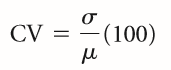 CV = σ/μ (100)